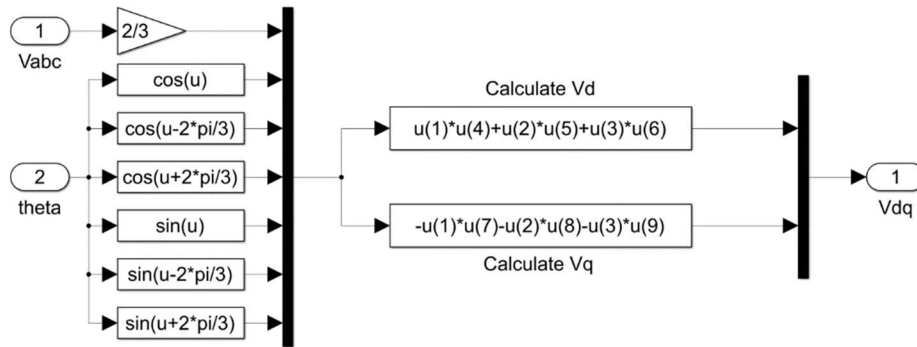 1
Vabc
2/3
cos(u)
cos(u-2*pi/3)
cos(u+2*pi/3)
sin(u)
sin(u-2*pi/3)
sin(u+2*pi/3)
2
theta
Calculate Vd
u(1)*u(4)+u(2)*u(5)+u(3)*u(6)
-u(1)*u(7)-u(2)*u(8)-u(3)*u(9)
Calculate Vq
1
Vdq